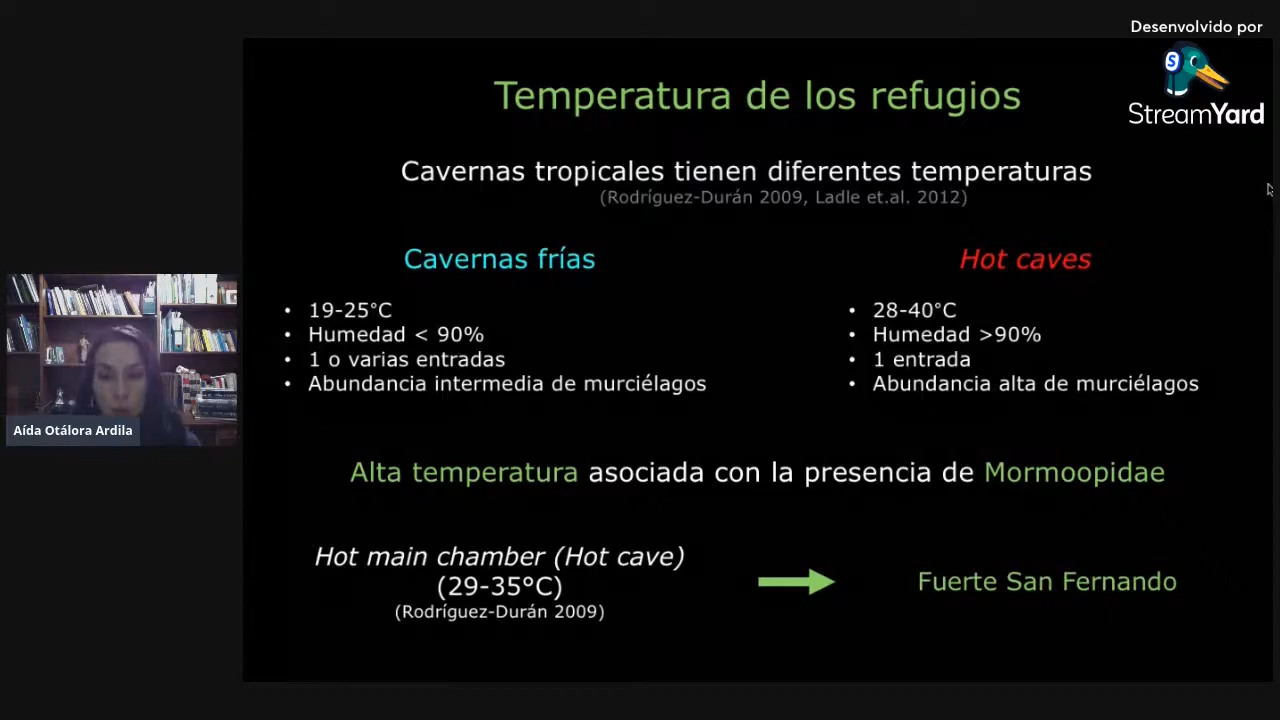 Desenvolvido por
StreamYard
Temperatura de los refugios
Cavernas tropicales tienen diferentes temperaturas
(Rodríguez-Durán 2009, Ladle et.al. 2012)
Cavernas frías
• 19-25°C
• Humedad < 90%
• 1 o varias entradas
• Abundancia intermedia de murciélagos
Hot caves
• 28-40°C
• Humedad >90%
• 1 entrada
• Abundancia alta de murciélagos
Alta temperatura asociada con la presencia de Mormoopidae
Hot main chamber (Hot cave)
(29-35°C)
(Rodríguez-Durán 2009)
Fuerte San Fernando
Aída Otálora Ardila